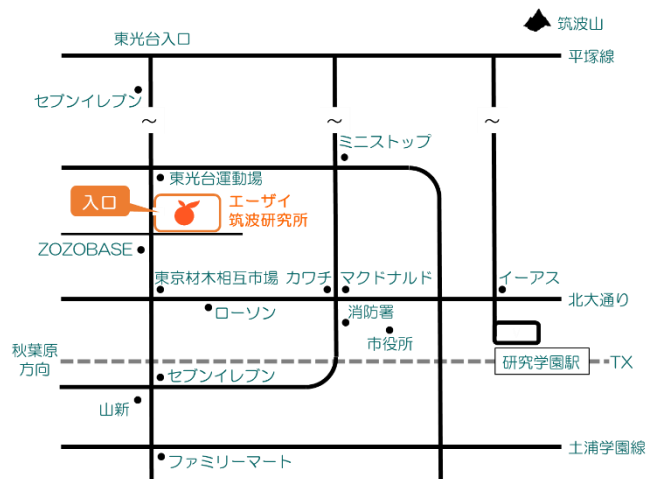 筑波山
東光台入口
平塚線
セブンイレブン
～ ～ ～
ミニストップ
東光台運動場
入口
エーザイ
筑波研究所
ZOZOBASE
東京材木相互市場 カワチ マクドナルド イーアス
北大通り
ローソン
消防署
市役所
秋葉原
方向
研究学園駅 TX
セブンイレブン
山新
土浦学園線
ファミリーマート